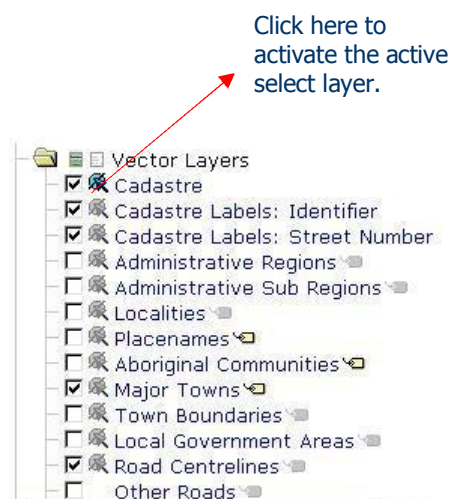 Click here to
activate the active
select layer.
Vector Layers
Cadastre
Cadastre Labels: Identifier
Cadastre Labels: Street Number
Administrative Regions
Administrative Sub Regions
Localities
Placenames
Aboriginal Communities
Major Towns
Town Boundaries
Local Government Areas
Road Centrelines
Other Roads